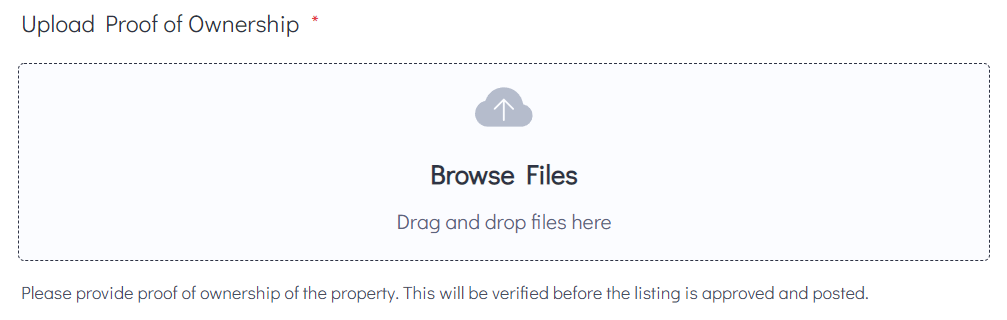 Upload Proof of Ownership *
Browse Files
Drag and drop files here
Please provide proof of ownership of the property. This will be verified before the listing is approved and posted.